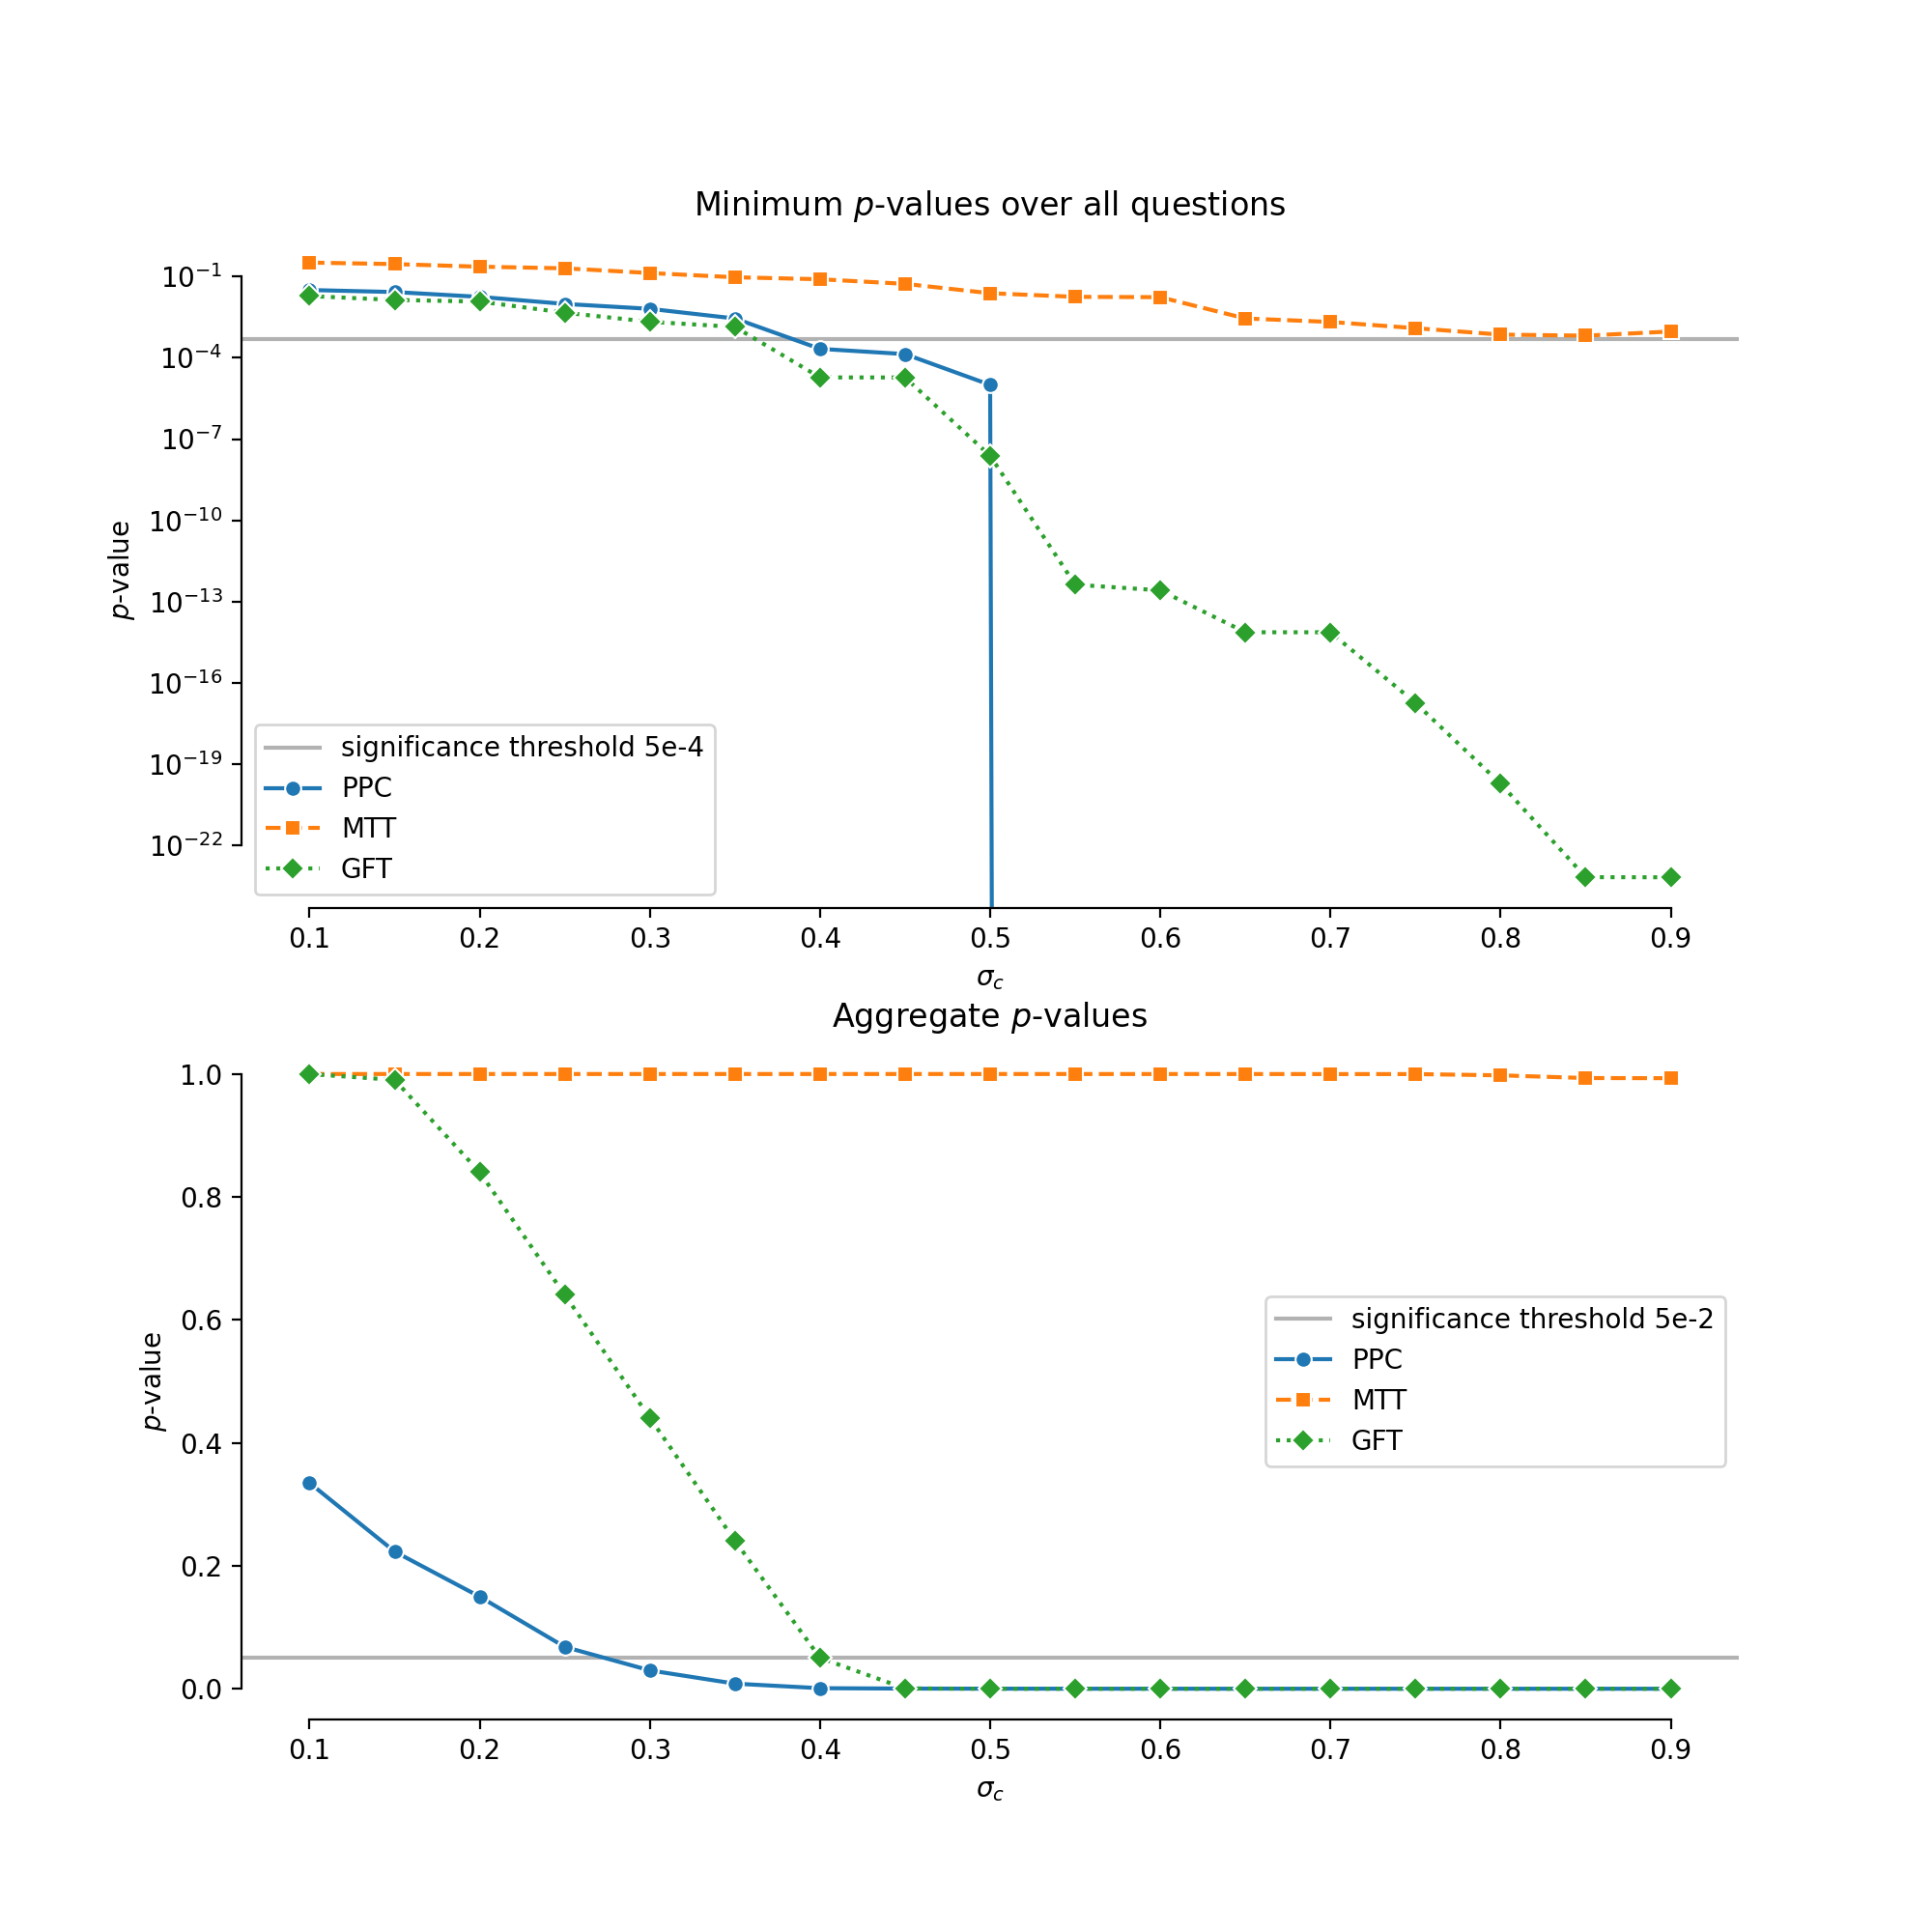 Minimum p-values over all questions
10⁻¹
10⁻⁴
10⁻⁷
10⁻¹⁰
10⁻¹³
10⁻¹⁶
10⁻¹⁹
10⁻²²
p-value
significance threshold 5e-4
PPC
MTT
GFT
0.1 0.2 0.3 0.4 0.5 0.6 0.7 0.8 0.9
σc
Aggregate p-values
1.0
0.8
0.6
0.4
0.2
0.0
p-value
significance threshold 5e-2
PPC
MTT
GFT
0.1 0.2 0.3 0.4 0.5 0.6 0.7 0.8 0.9
σc